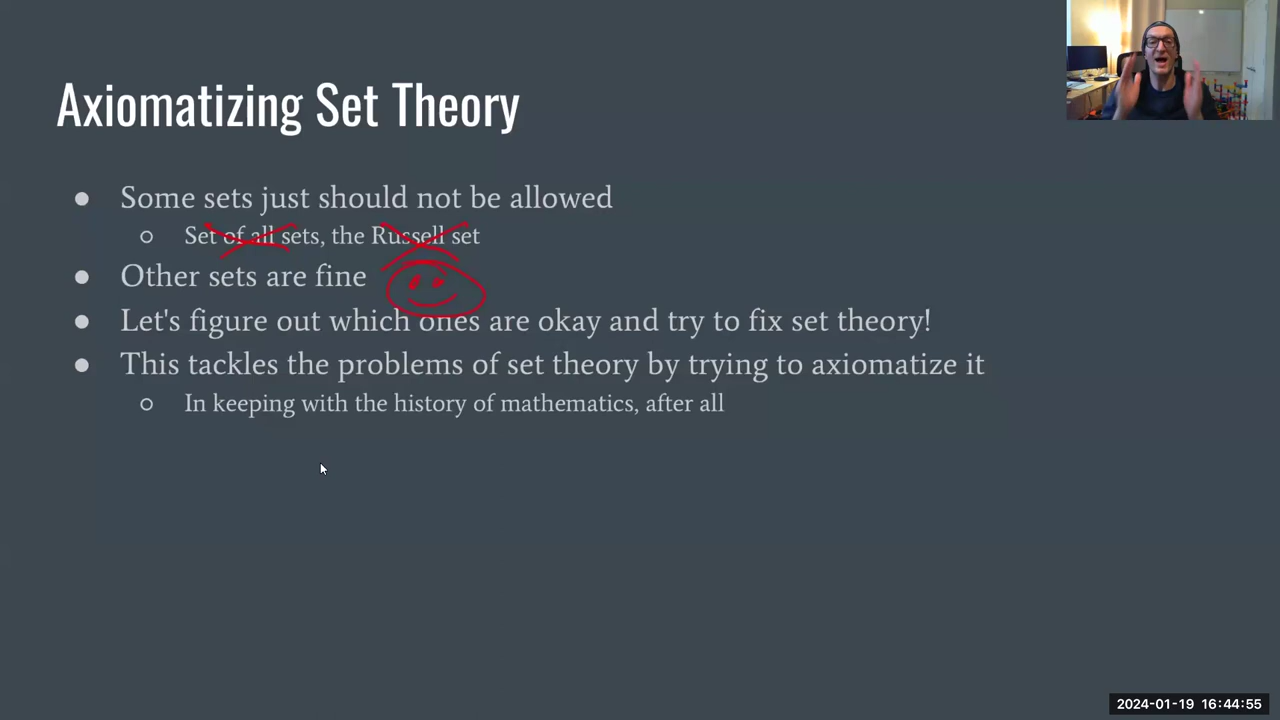 Axiomatizing Set Theory
● Some sets just should not be allowed
○ Set of all sets, the Russell set
● Other sets are fine
● Let's figure out which ones are okay and try to fix set theory!
● This tackles the problems of set theory by trying to axiomatize it
○ In keeping with the history of mathematics, after all
2024-01-19 16:44:55